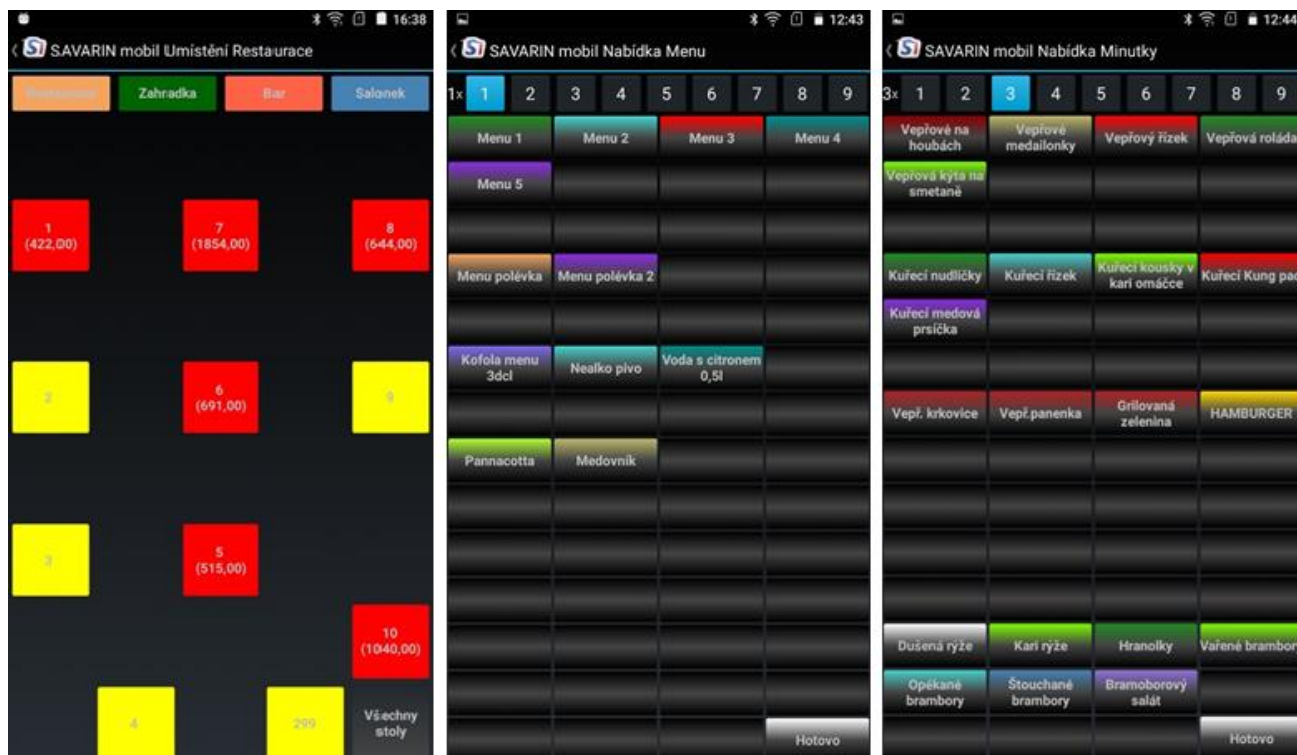 16:38
SAVARIN mobil Umístění Restaurace
Restaurace
Zahradka
Bar
Salonek
1
(422,00)
7
(1854,00)
8
(644,00)
2
6
(691,00)
9
3
5
(515,00)
10
(1040,00)
4
299
Všechny
stoly
12:43
SAVARIN mobil Nabídka Menu
1x 1 2 3 4 5 6 7 8 9
Menu 1
Menu 2
Menu 3
Menu 4
Menu 5
Menu polévka
Menu polévka 2
Kofola menu
3dcl
Nealko pivo
Voda s citronem
0,5l
Pannacotta
Medovník
Hotovo
12:44
SAVARIN mobil Nabídka Minutky
3x 1 2 3 4 5 6 7 8 9
Vepřové na
houbách
Vepřové
medailonky
Vepřový řízek
Vepřová roláda
Vepřová kýta na
smetaně
Kuřecí nudličky
Kuřecí řízek
Kuřecí kousky v
kari omáčce
Kuřecí Kung pao
Kuřecí medová
prsíčka
Vepř. krkovice
Vepř.panenka
Grilovaná
zelenina
HAMBURGER
Dušená rýže
Kari rýže
Hranolky
Vařené brambory
Opékané
brambory
Štouchané
brambory
Bramoborový
salát
Hotovo